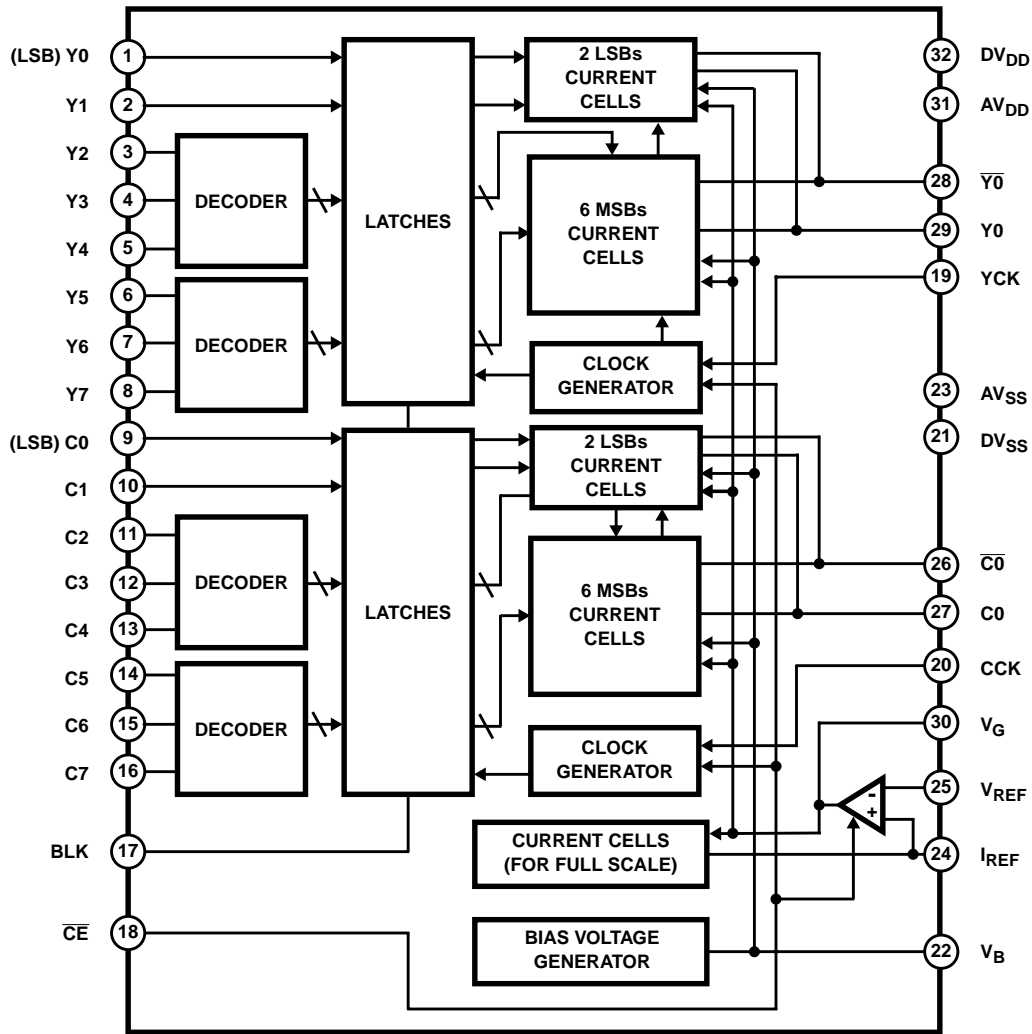 (LSB) Y0 1
Y1 2
Y2 3
Y3 4
Y4 5
Y5 6
Y6 7
Y7 8
(LSB) C0 9
C1 10
C2 11
C3 12
C4 13
C5 14
C6 15
C7 16
BLK 17
C̅E̅ 18
DECODER
DECODER
DECODER
DECODER
LATCHES
LATCHES
2 LSBs
CURRENT
CELLS
6 MSBs
CURRENT
CELLS
CLOCK
GENERATOR
2 LSBs
CURRENT
CELLS
6 MSBs
CURRENT
CELLS
CLOCK
GENERATOR
CURRENT CELLS
(FOR FULL SCALE)
BIAS VOLTAGE
GENERATOR
-
+
32 DVDD
31 AVDD
28 Y̅0̅
29 Y0
19 YCK
23 AVSS
21 DVSS
26 C̅0̅
27 C0
20 CCK
30 VG
25 VREF
24 IREF
22 VB